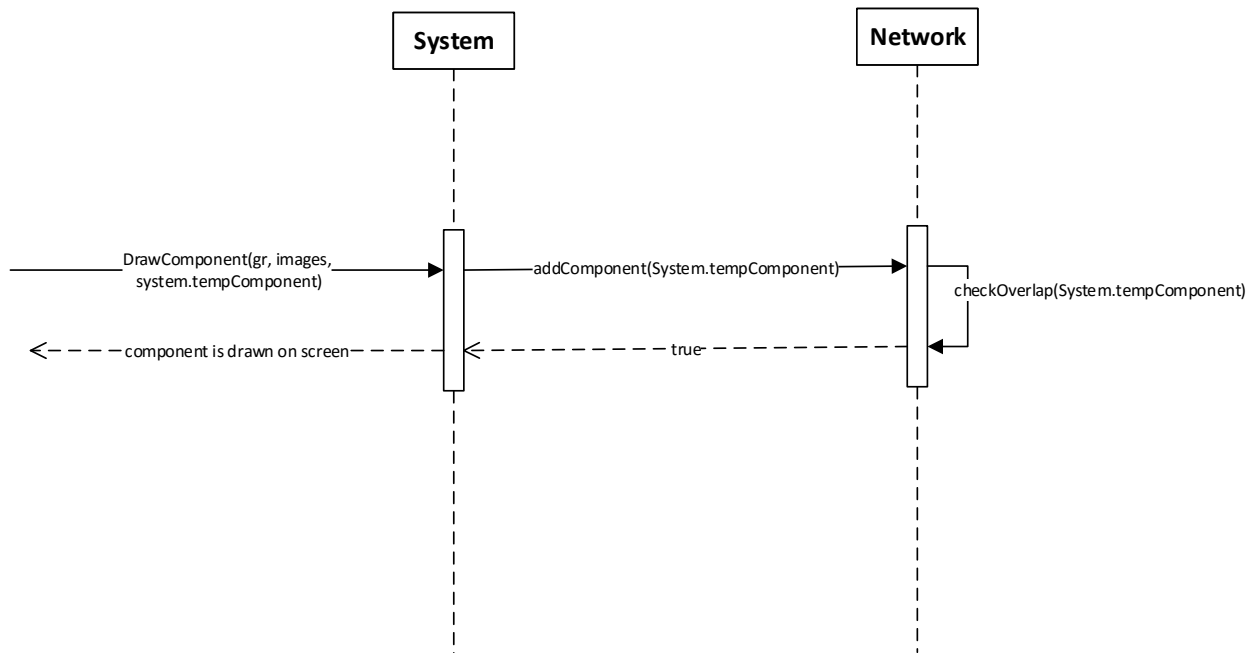 System
Network
DrawComponent(gr, images,
system.tempComponent)
addComponent(System.tempComponent)
checkOverlap(System.tempComponent)
component is drawn on screen
true